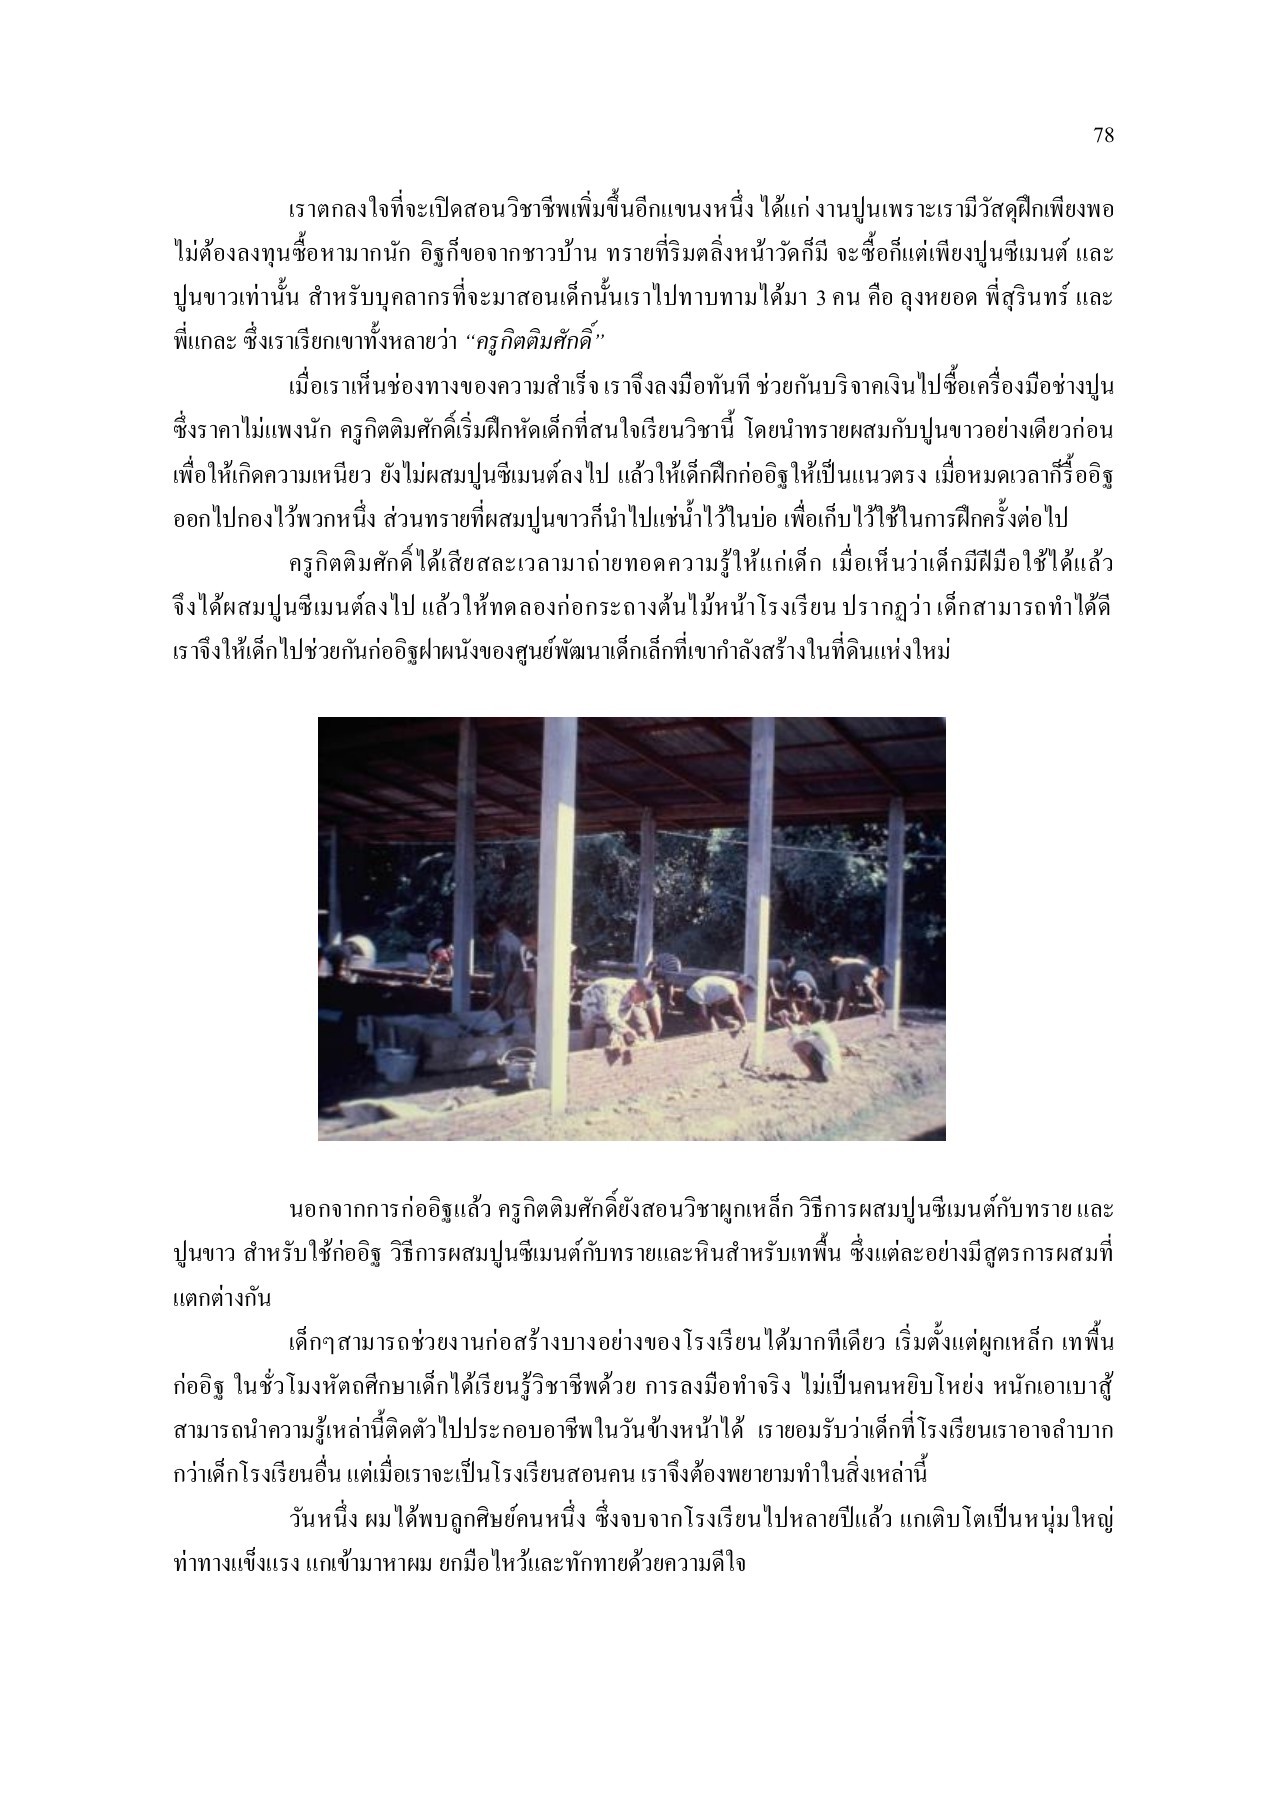 78
เราตกลงใจที่จะเปิดสอนวิชาชีพเพิ่มขึ้นอีกแขนงหนึ่ง ได้แก่ งานปูนเพราะเรามีวัสดุฝึกเพียงพอ
ไม่ต้องลงทุนซื้อหามากนัก อิฐก็ขอจากชาวบ้าน ทรายที่ริมตลิ่งหน้าวัดก็มี จะซื้อก็แต่เพียงปูนซีเมนต์ และ
ปูนขาวเท่านั้น สำหรับบุคลากรที่จะมาสอนเด็กนั้นเราไปทาบทามได้มา 3 คน คือ ลุงหยอด พี่สุรินทร์ และ
พี่แกละ ซึ่งเราเรียกเขาทั้งหลายว่า “ครูกิตติมศักดิ์”
เมื่อเราเห็นช่องทางของความสำเร็จ เราจึงลงมือทันที ช่วยกันบริจาคเงินไปซื้อเครื่องมือช่างปูน
ซึ่งราคาไม่แพงนัก ครูกิตติมศักดิ์เริ่มฝึกหัดเด็กที่สนใจเรียนวิชานี้ โดยนำทรายผสมกับปูนขาวอย่างเดียวก่อน
เพื่อให้เกิดความเหนียว ยังไม่ผสมปูนซีเมนต์ลงไป แล้วให้เด็กฝึกก่ออิฐให้เป็นแนวตรง เมื่อหมดเวลาก็รื้ออิฐ
ออกไปกองไว้พวกหนึ่ง ส่วนทรายที่ผสมปูนขาวก็นำไปแช่น้ำไว้ในบ่อ เพื่อเก็บไว้ใช้ในการฝึกครั้งต่อไป
ครูกิตติมศักดิ์ได้เสียสละเวลามาถ่ายทอดความรู้ให้แก่เด็ก เมื่อเห็นว่าเด็กมีฝีมือใช้ได้แล้ว
จึงได้ผสมปูนซีเมนต์ลงไป แล้วให้ทดลองก่อกระถางต้นไม้หน้าโรงเรียน ปรากฏว่า เด็กสามารถทำได้ดี
เราจึงให้เด็กไปช่วยกันก่ออิฐฝาผนังของศูนย์พัฒนาเด็กเล็กที่เขากำลังสร้างในที่ดินแห่งใหม่
นอกจากการก่ออิฐแล้ว ครูกิตติมศักดิ์ยังสอนวิชาผูกเหล็ก วิธีการผสมปูนซีเมนต์กับทราย และ
ปูนขาว สำหรับใช้ก่ออิฐ วิธีการผสมปูนซีเมนต์กับทรายและหินสำหรับเทพื้น ซึ่งแต่ละอย่างมีสูตรการผสมที่
แตกต่างกัน
เด็กๆสามารถช่วยงานก่อสร้างบางอย่างของโรงเรียนได้มากทีเดียว เริ่มตั้งแต่ผูกเหล็ก เทพื้น
ก่ออิฐ ในชั่วโมงหัตถศึกษาเด็กได้เรียนรู้วิชาชีพด้วย การลงมือทำจริง ไม่เป็นคนหยิบโหย่ง หนักเอาเบาสู้
สามารถนำความรู้เหล่านี้ติดตัวไปประกอบอาชีพในวันข้างหน้าได้ เรายอมรับว่าเด็กที่โรงเรียนเราอาจลำบาก
กว่าเด็กโรงเรียนอื่น แต่เมื่อเราจะเป็นโรงเรียนสอนคน เราจึงต้องพยายามทำในสิ่งเหล่านี้
วันหนึ่ง ผมได้พบลูกศิษย์คนหนึ่ง ซึ่งจบจากโรงเรียนไปหลายปีแล้ว แกเติบโตเป็นหนุ่มใหญ่
ท่าทางแข็งแรง แกเข้ามาหาผม ยกมือไหว้และทักทายด้วยความดีใจ